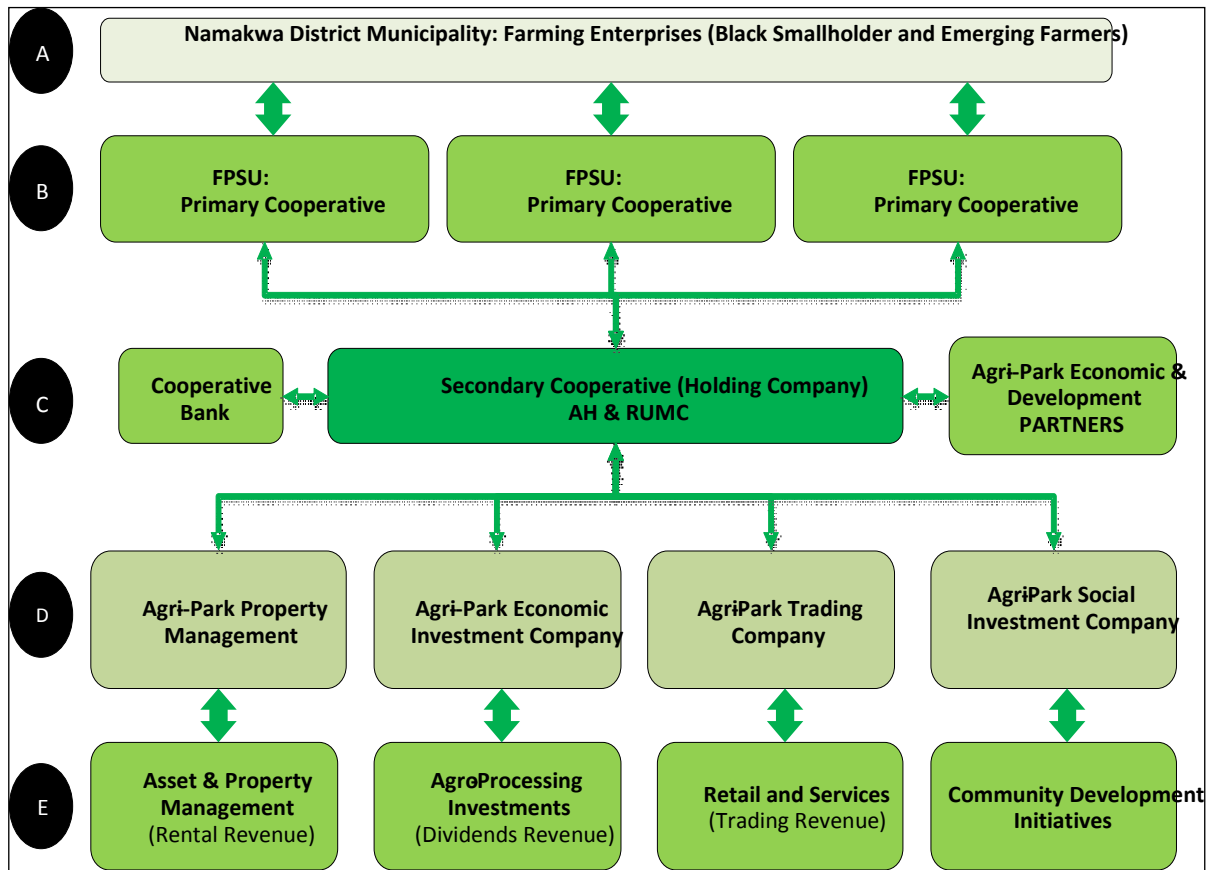 A
Namakwa District Municipality: Farming Enterprises (Black Smallholder and Emerging Farmers)
B
FPSU:
Primary Cooperative
FPSU:
Primary Cooperative
FPSU:
Primary Cooperative
C
Cooperative
Bank
Secondary Cooperative (Holding Company)
AH & RUMC
Agri-Park Economic &
Development
PARTNERS
D
Agri-Park Property
Management
Agri-Park Economic
Investment Company
Agri-Park Trading
Company
Agri-Park Social
Investment Company
E
Asset & Property
Management
(Rental Revenue)
Agro-Processing
Investments
(Dividends Revenue)
Retail and Services
(Trading Revenue)
Community Development
Initiatives